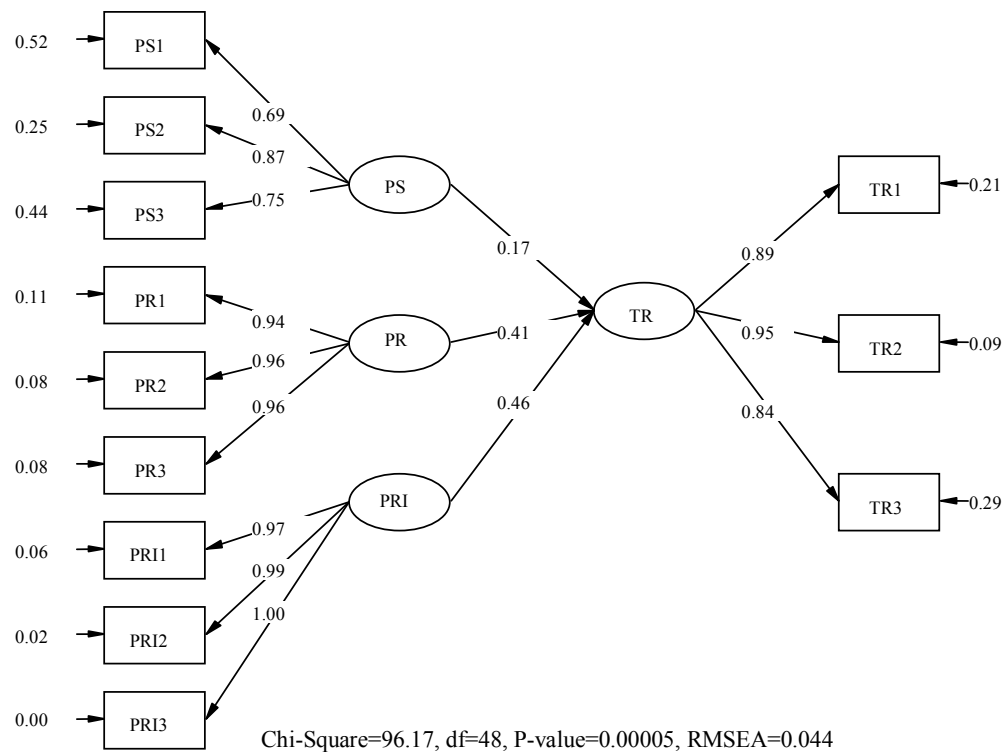 0.52
PS1
0.69
0.25
PS2
0.87
0.44
PS3
0.75
PS
0.17
TR1
0.21
0.89
0.11
PR1
0.94
PR
0.41
TR
0.95
TR2
0.09
0.08
PR2
0.96
0.96
0.08
PR3
0.46
0.84
PRI
TR3
0.29
0.06
PRI1
0.97
0.99
1.00
0.02
PRI2
0.00
PRI3
Chi-Square=96.17, df=48, P-value=0.00005, RMSEA=0.044